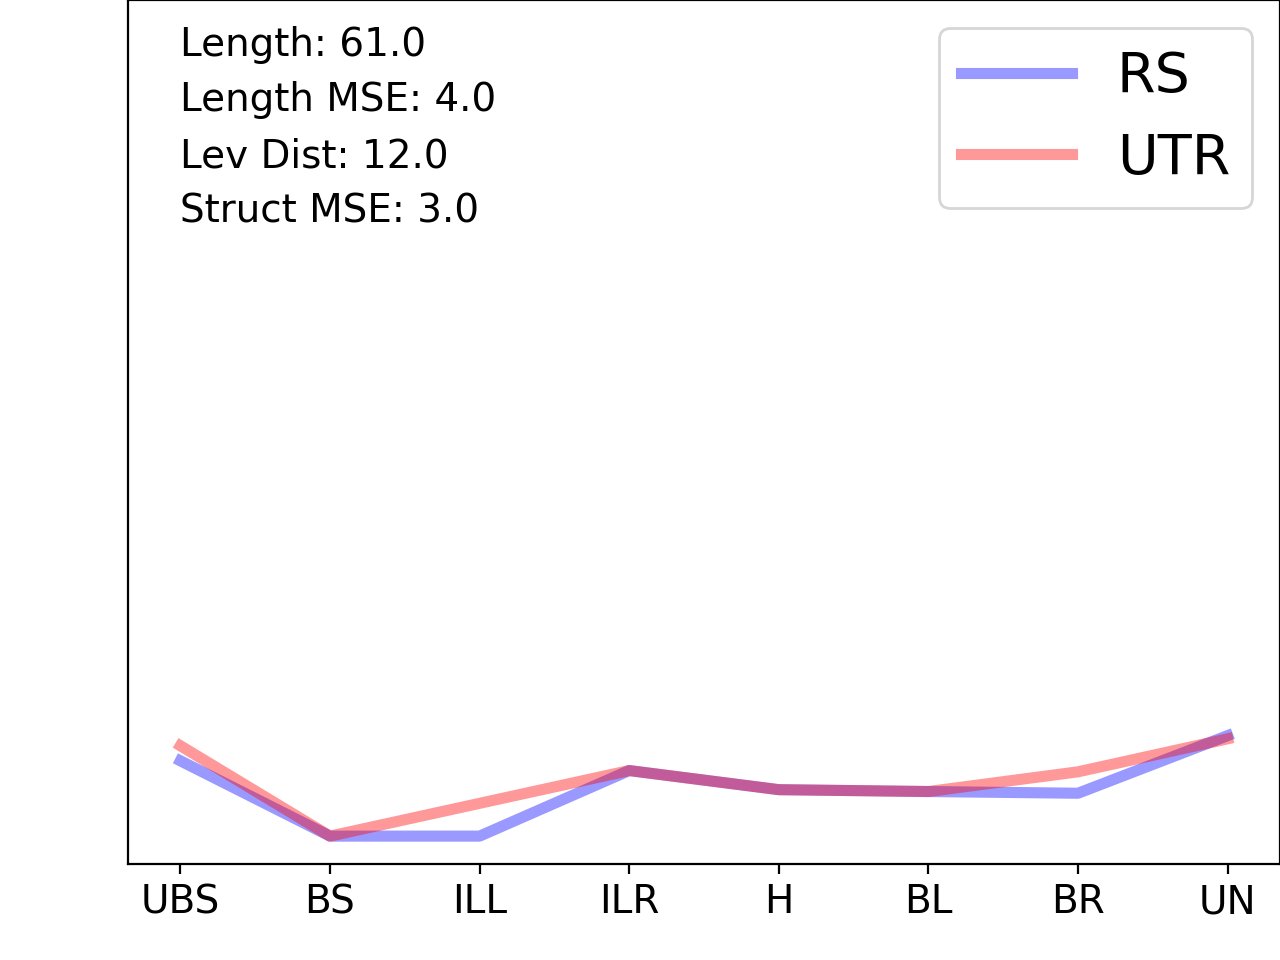 Length: 61.0
Length MSE: 4.0
Lev Dist: 12.0
Struct MSE: 3.0
RS
UTR
UBS BS ILL ILR H BL BR UN